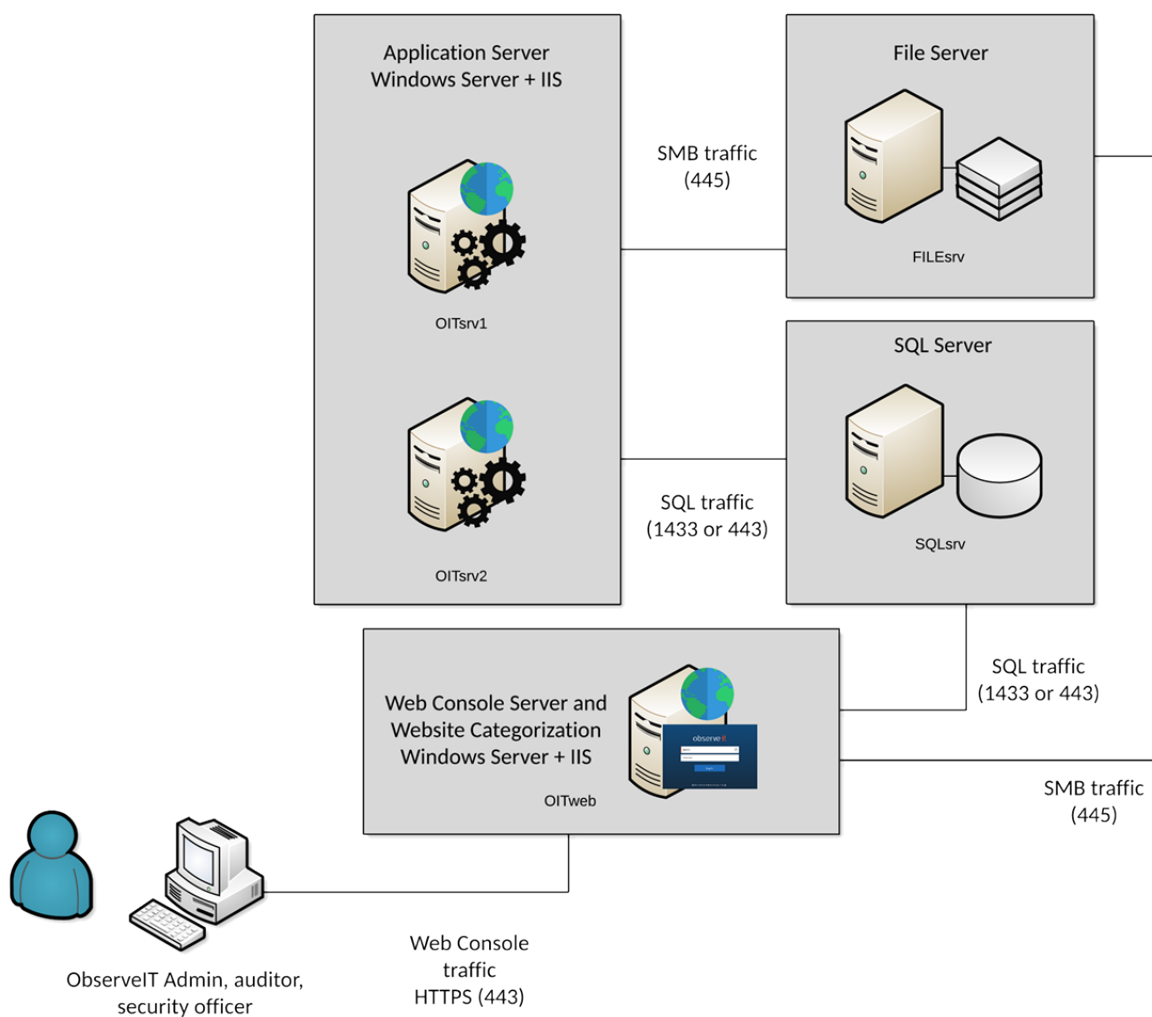 Application Server
Windows Server + IIS
OITsrv1
OITsrv2
SMB traffic
(445)
File Server
FILEsrv
SQL traffic
(1433 or 443)
SQL Server
SQLsrv
SQL traffic
(1433 or 443)
Web Console Server and
Website Categorization
Windows Server + IIS
OITweb
observe it
SMB traffic
(445)
Web Console
traffic
HTTPS (443)
ObserveIT Admin, auditor,
security officer